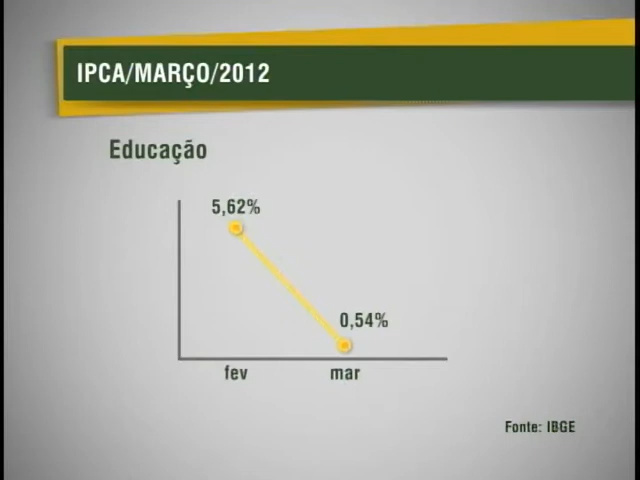 IPCA/MARÇO/2012
Educação
5,62%
0,54%
fev mar
Fonte: IBGE